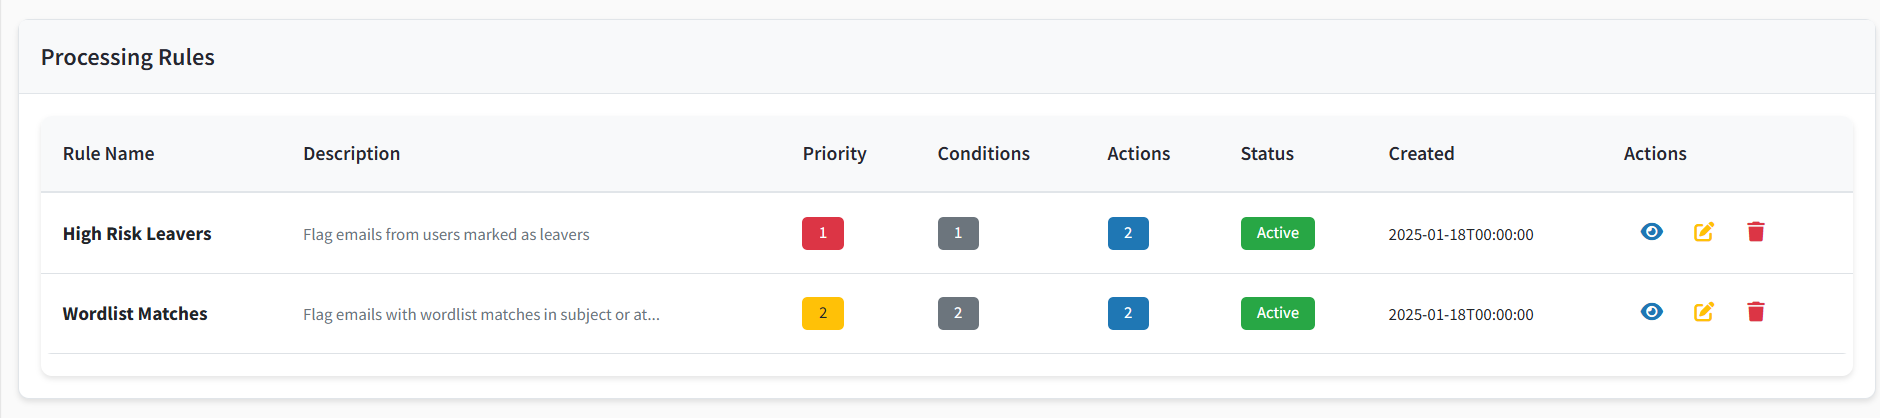 Processing Rules
Rule Name Description Priority Conditions Actions Status Created Actions
High Risk Leavers Flag emails from users marked as leavers 1 1 2 Active 2025-01-18T00:00:00
Wordlist Matches Flag emails with wordlist matches in subject or at... 2 2 2 Active 2025-01-18T00:00:00